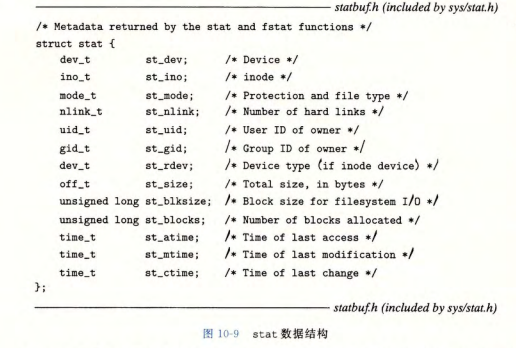 statbuf.h (included by sys/stat.h)
/* Metadata returned by the stat and fstat functions */
struct stat {
    dev_t         st_dev;     /* Device */
    ino_t         st_ino;     /* inode */
    mode_t        st_mode;    /* Protection and file type */
    nlink_t       st_nlink;   /* Number of hard links */
    uid_t         st_uid;     /* User ID of owner */
    gid_t         st_gid;     /* Group ID of owner */
    dev_t         st_rdev;    /* Device type (if inode device) */
    off_t         st_size;    /* Total size, in bytes */
    unsigned long st_blksize; /* Block size for filesystem I/O */
    unsigned long st_blocks;  /* Number of blocks allocated */
    time_t        st_atime;   /* Time of last access */
    time_t        st_mtime;   /* Time of last modification */
    time_t        st_ctime;   /* Time of last change */
};
statbuf.h (included by sys/stat.h)
图 10-9 stat 数据结构